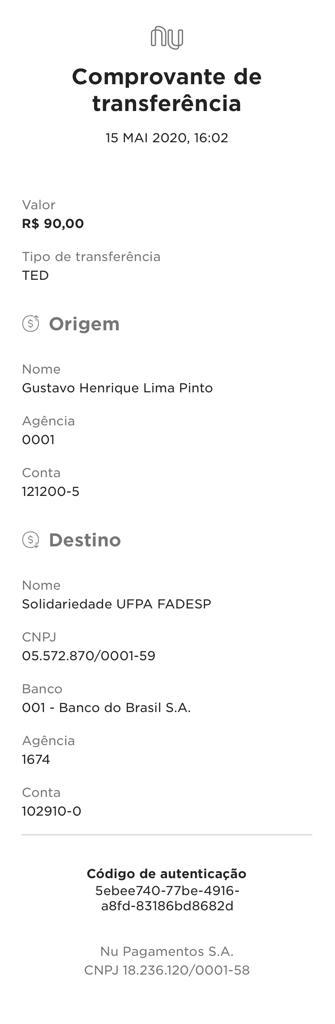 nu
Comprovante de
transferência
15 MAI 2020, 16:02
Valor
R$ 90,00
Tipo de transferência
TED
Origem
Nome
Gustavo Henrique Lima Pinto
Agência
0001
Conta
121200-5
Destino
Nome
Solidariedade UFPA FADESP
CNPJ
05.572.870/0001-59
Banco
001 - Banco do Brasil S.A.
Agência
1674
Conta
102910-0
Código de autenticação
5ebee740-77be-4916-
a8fd-83186bd8682d
Nu Pagamentos S.A.
CNPJ 18.236.120/0001-58